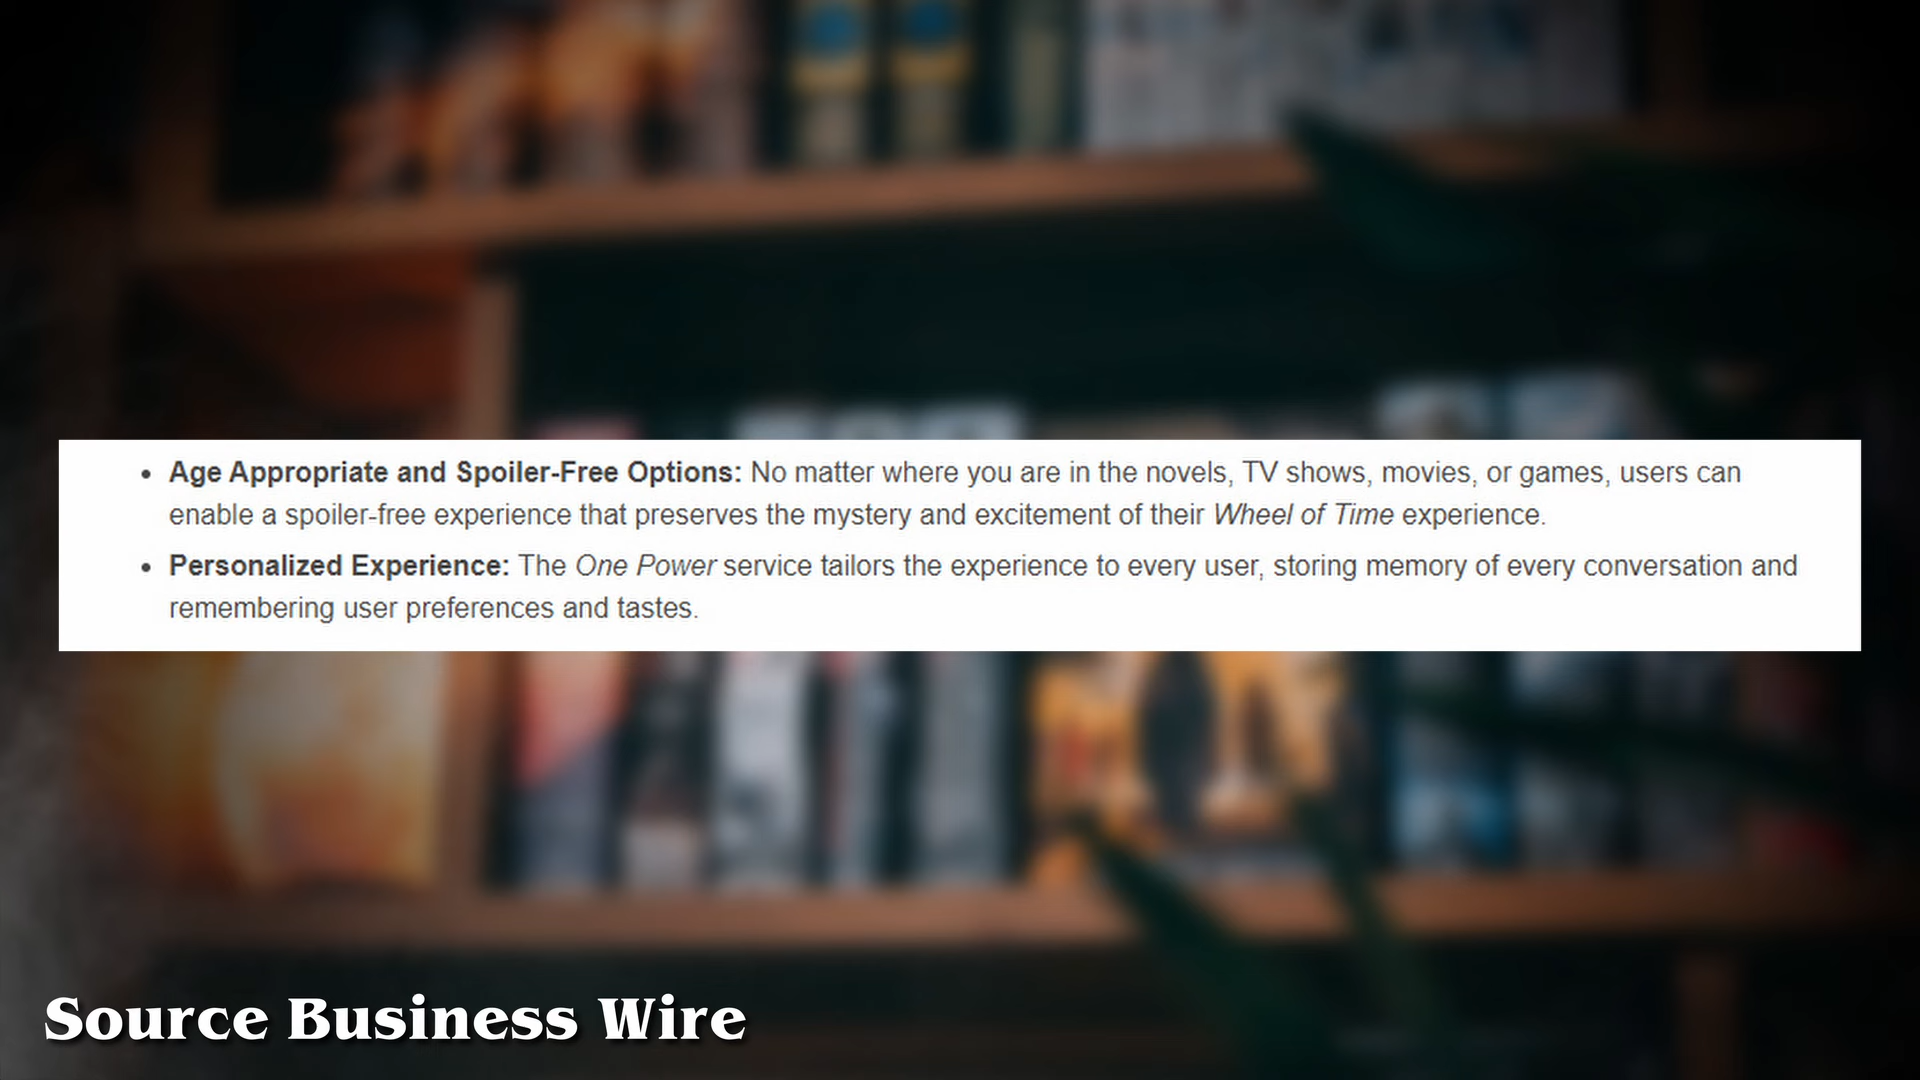 Age Appropriate and Spoiler-Free Options: No matter where you are in the novels, TV shows, movies, or games, users can
enable a spoiler-free experience that preserves the mystery and excitement of their Wheel of Time experience.
Personalized Experience: The One Power service tailors the experience to every user, storing memory of every conversation and
remembering user preferences and tastes.
Source Business Wire